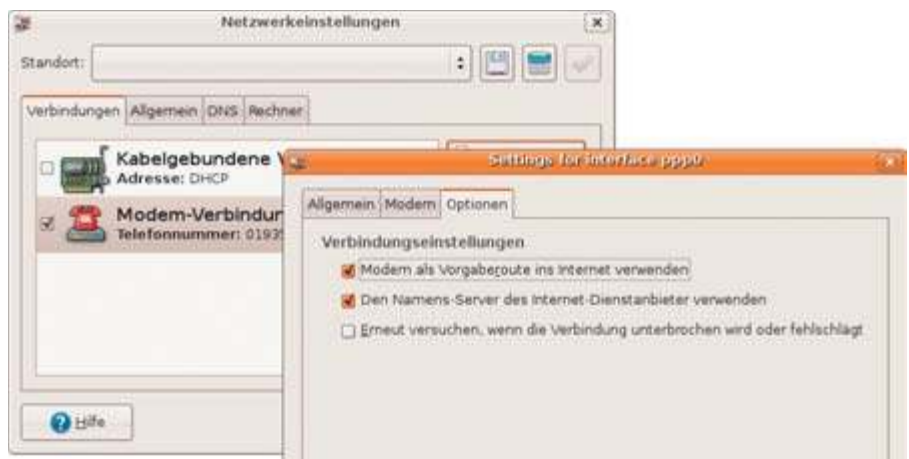 Netzwerkeinstellungen
Standort:
Verbindungen Allgemein DNS Rechner
Kabelgebundene V
Adresse: DHCP
Modem-Verbindur
Telefonnummer: 0193
Hilfe
Settings for interface ppp0
Allgemein Modem Optionen
Verbindungseinstellungen
Modem als Vorgaberoute ins Internet verwenden
Den Namens-Server des Internet-Dienstanbieter verwenden
Erneut versuchen, wenn die Verbindung unterbrochen wird oder fehlschlägt